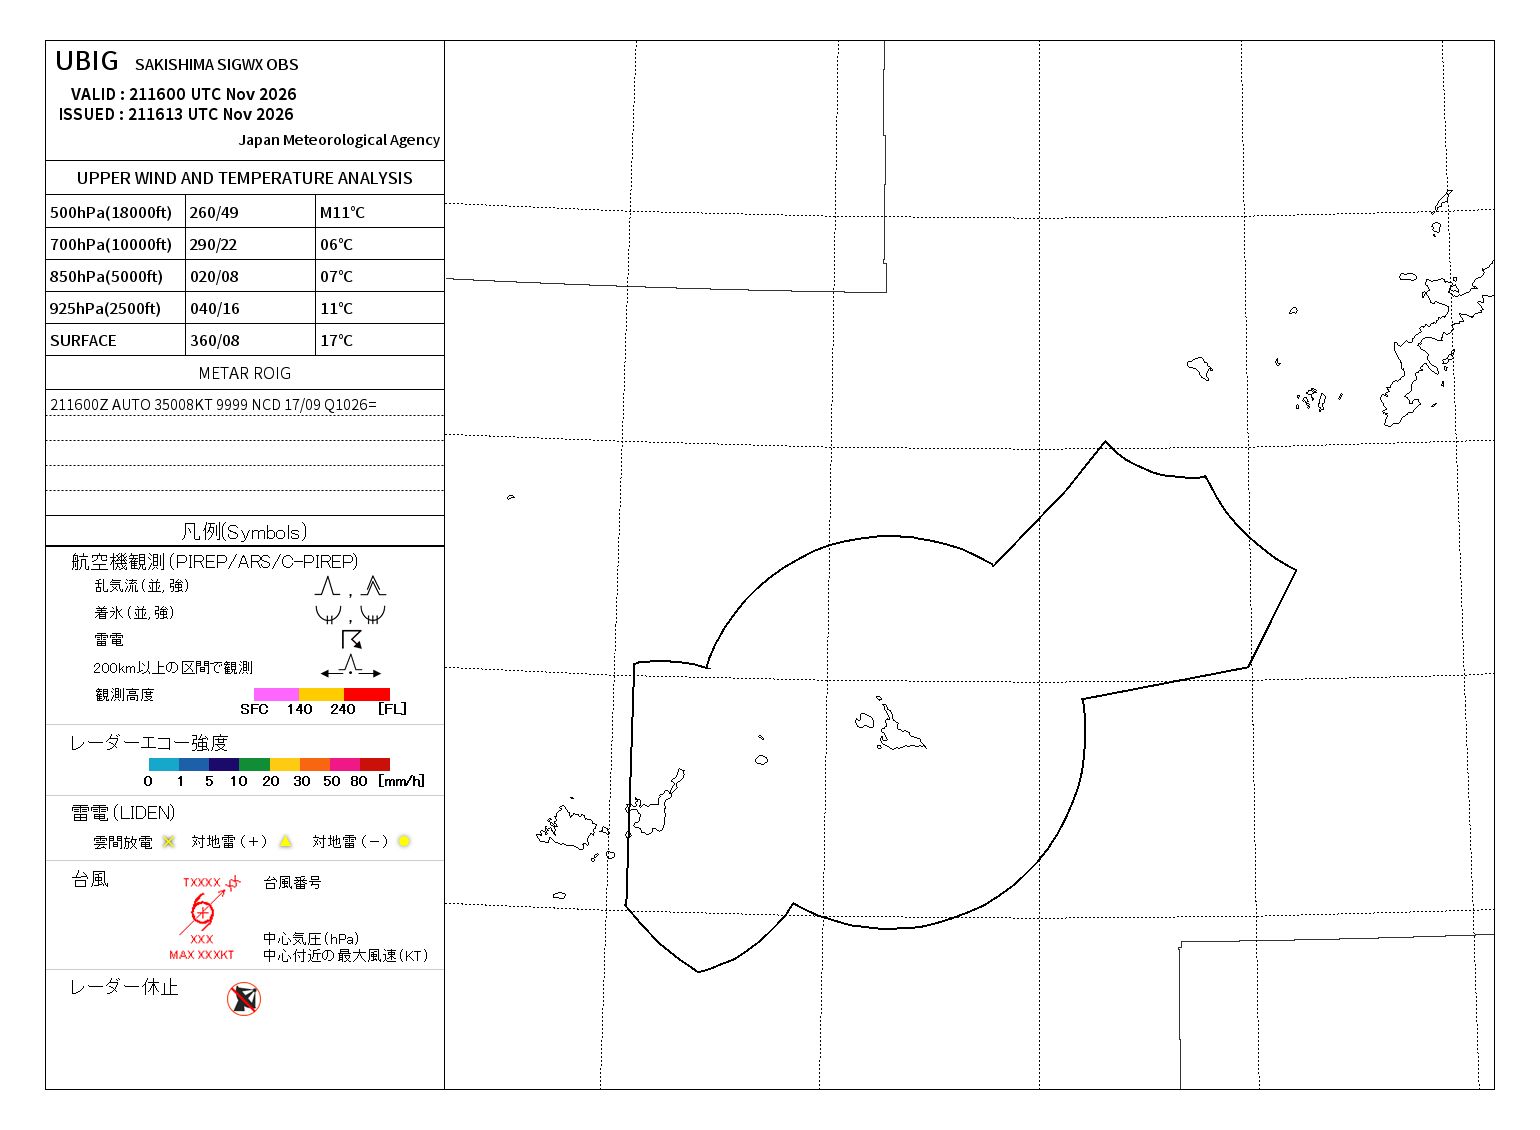 UBIG SAKISHIMA SIGWX OBS
VALID : 211600 UTC Nov 2026
ISSUED : 211613 UTC Nov 2026
Japan Meteorological Agency
UPPER WIND AND TEMPERATURE ANALYSIS
500hPa(18000ft) 260/49 M11℃
700hPa(10000ft) 290/22 06℃
850hPa(5000ft) 020/08 07℃
925hPa(2500ft) 040/16 11℃
SURFACE 360/08 17℃
METAR ROIG
211600Z AUTO 35008KT 9999 NCD 17/09 Q1026=
凡例(Symbols)
航空機観測(PIREP/ARS/C-PIREP)
乱気流(並,強) ,
着氷(並,強) ,
雷電
200km以上の区間で観測
観測高度
SFC 140 240 [FL]
レーダーエコー強度
0 1 5 10 20 30 50 80 [mm/h]
雷電(LIDEN)
雲間放電 対地雷(+) 対地雷(-)
台風
TXXXX 台風番号
XXX 中心気圧(hPa)
MAX XXXKT 中心付近の最大風速(KT)
レーダー休止